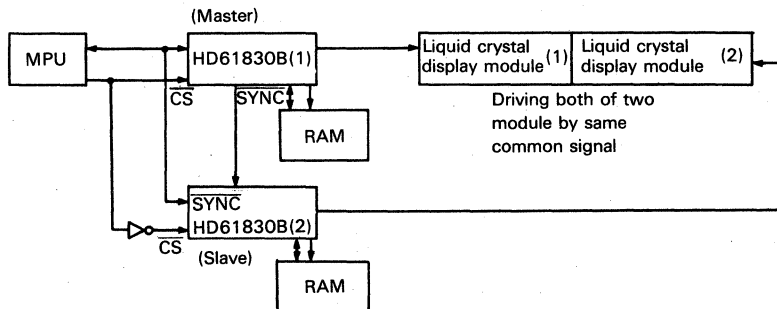 (Master)
MPU
HD61830B(1)
Liquid crystal
display module (1)
Liquid crystal
display module (2)
CS
SYNC
RAM
Driving both of two
module by same
common signal
SYNC
HD61830B(2)
CS
(Slave)
RAM